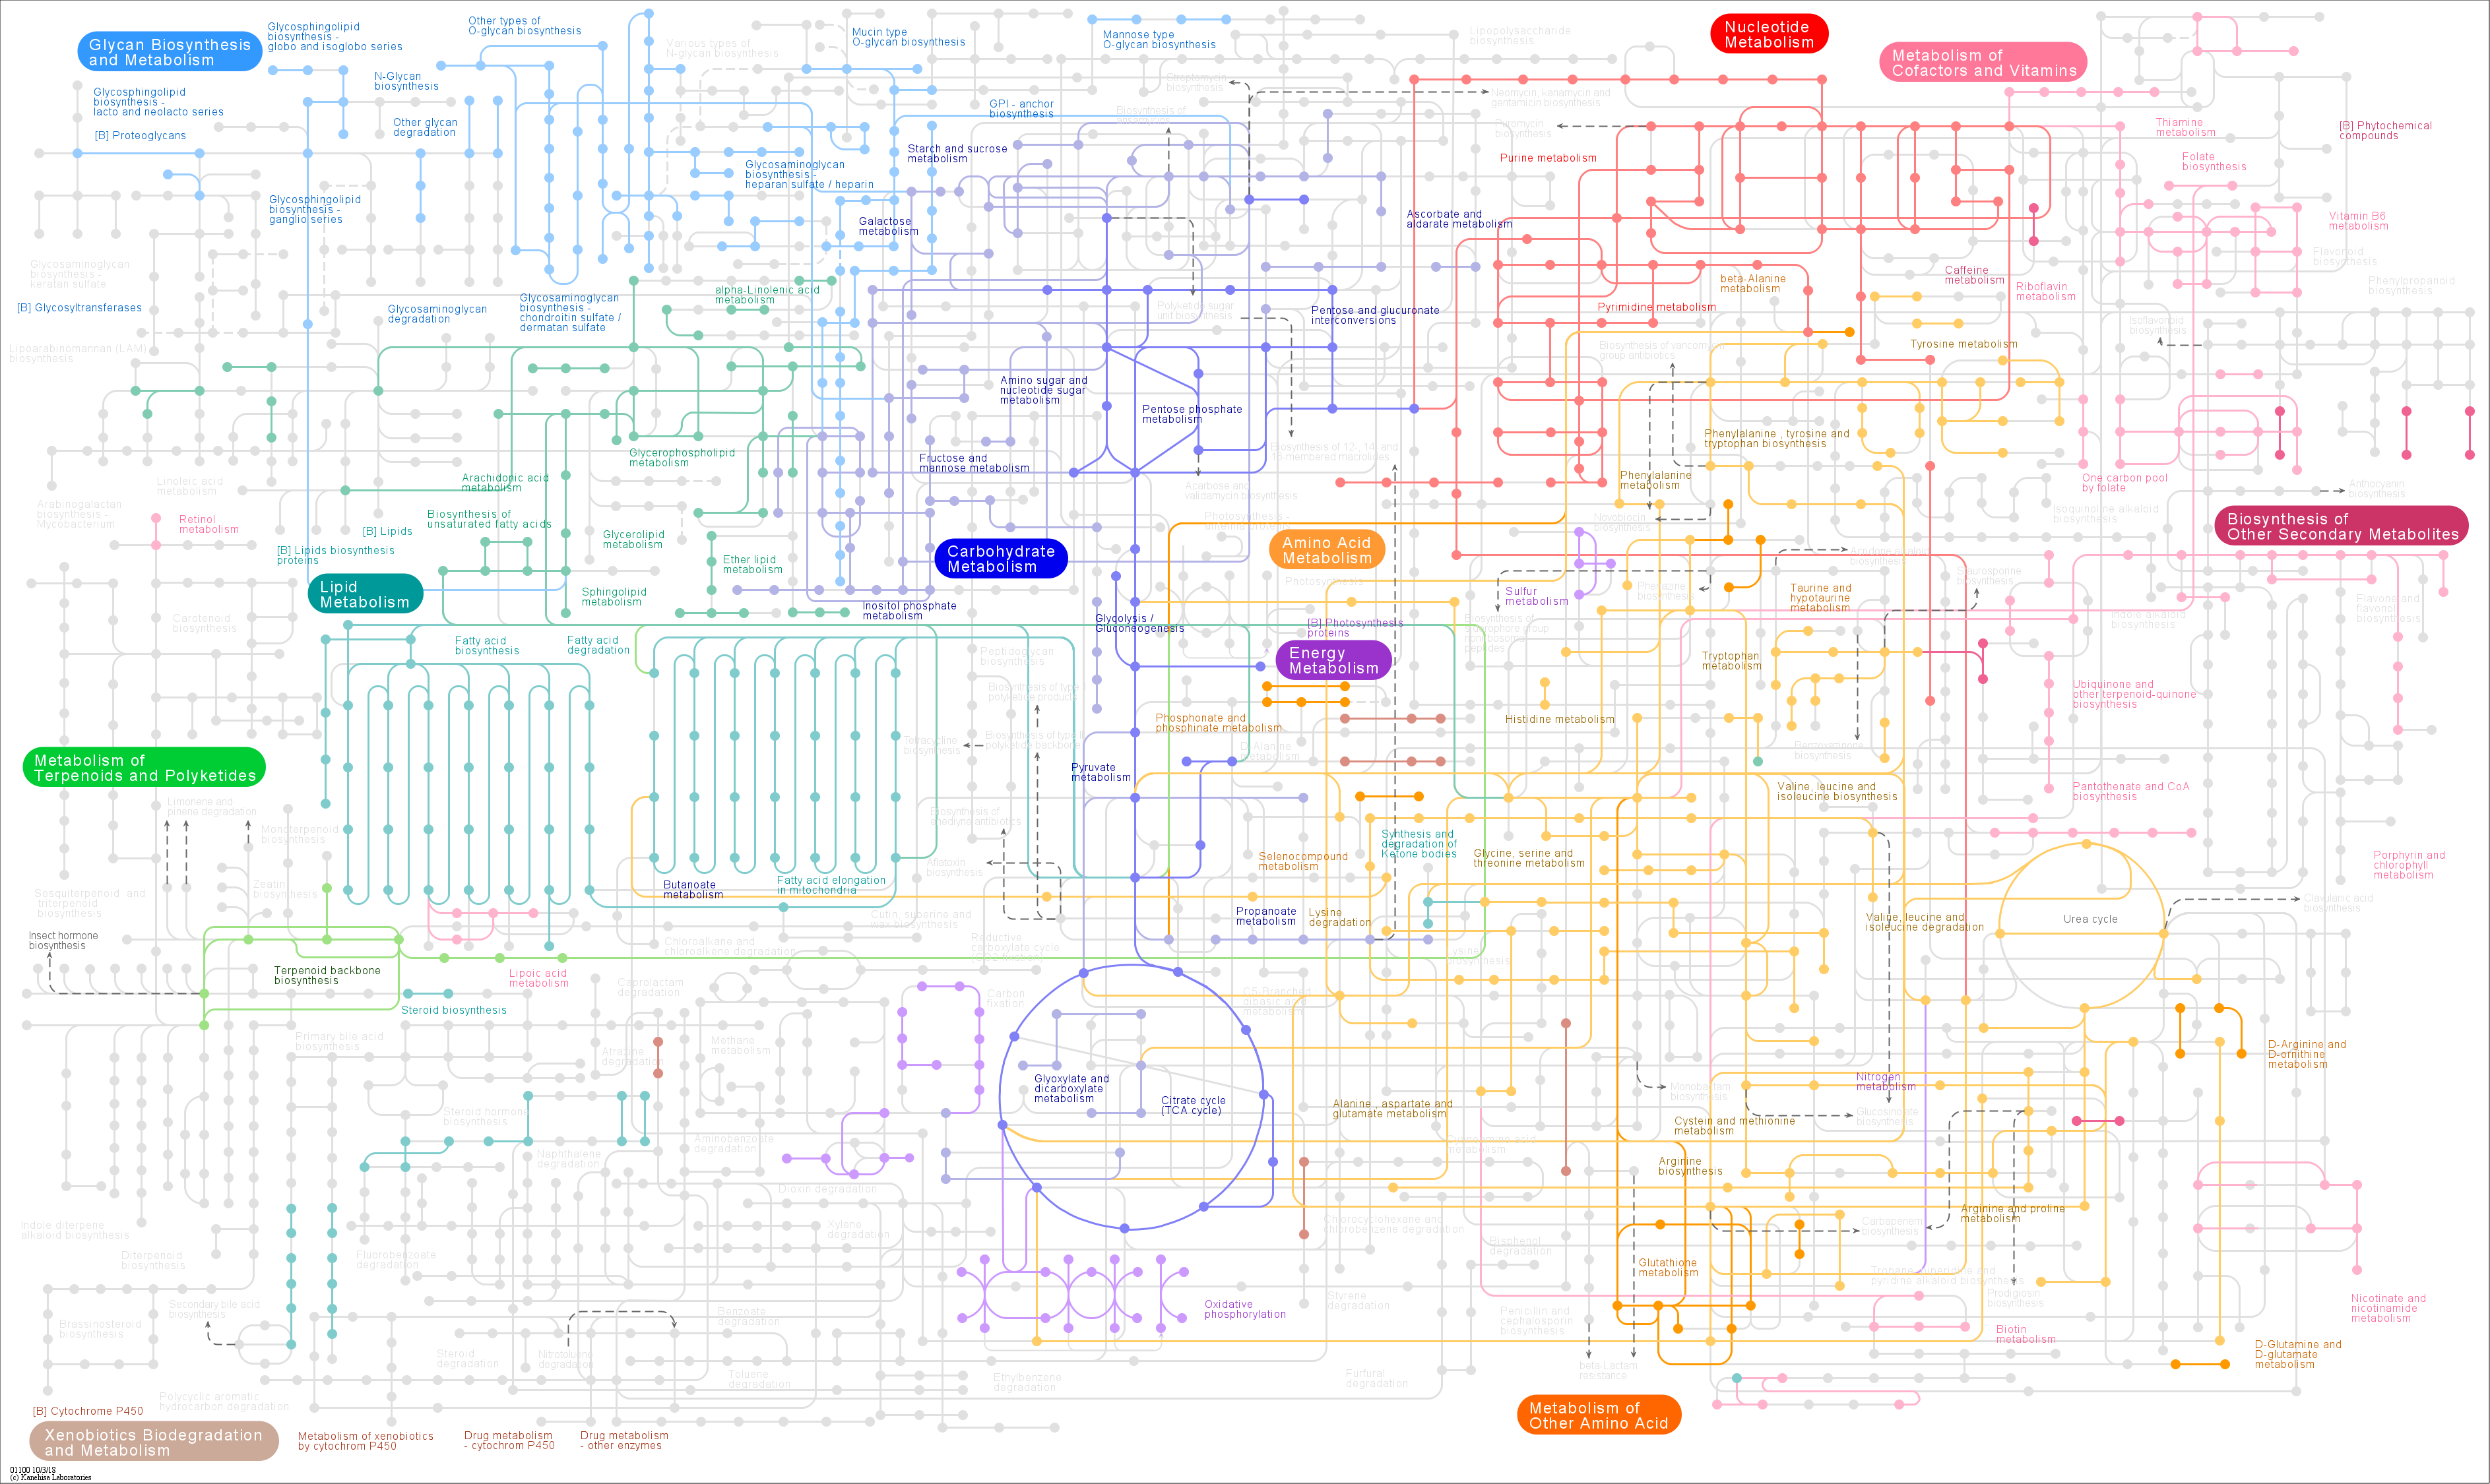 Glycan Biosynthesis
and Metabolism
Glycosphingolipid
biosynthesis -
globo and isoglobo series
Other types of
O-glycan biosynthesis
Various types of
N-glycan biosynthesis
Mucin type
O-glycan biosynthesis
Mannose type
O-glycan biosynthesis
Lipopolysaccharide
biosynthesis
Nucleotide
Metabolism
Metabolism of
Cofactors and Vitamins
N-Glycan
biosynthesis
Glycosphingolipid
biosynthesis -
lacto and neolacto series
[B] Proteoglycans
Other glycan
degradation
GPI - anchor
biosynthesis
Streptomycin
biosynthesis
Biosynthesis of
Neomycin, kanamycin and
gentamicin biosynthesis
Puromycin
biosynthesis
Thiamine
metabolism
[B] Phytochemical
compounds
Starch and sucrose
metabolism
Purine metabolism
Folate
biosynthesis
Glycosaminoglycan
biosynthesis -
heparan sulfate / heparin
Glycosphingolipid
biosynthesis -
ganglio series
Galactose
metabolism
Ascorbate and
aldarate metabolism
Vitamin B6
metabolism
Glycosaminoglycan
biosynthesis -
keratan sulfate
Flavonoid
biosynthesis
Caffeine
metabolism
beta-Alanine
metabolism
Riboflavin
metabolism
Phenylpropanoid
biosynthesis
[B] Glycosyltransferases
Glycosaminoglycan
degradation
Glycosaminoglycan
biosynthesis -
chondroitin sulfate /
dermatan sulfate
alpha-Linolenic acid
metabolism
Polyketide sugar
unit biosynthesis
Pentose and glucuronate
interconversions
Pyrimidine metabolism
Isoflavonoid
biosynthesis
Lipoarabinomannan (LAM)
biosynthesis
Biosynthesis of vancomycin
group antibiotics
Tyrosine metabolism
Amino sugar and
nucleotide sugar
metabolism
Pentose phosphate
metabolism
Phenylalanine , tyrosine and
tryptophan biosynthesis
Biosynthesis of 12-, 14- and
16-membered macrolides
Glycerophospholipid
metabolism
Fructose and
mannose metabolism
Linoleic acid
metabolism
Arachidonic acid
metabolism
Phenylalanine
metabolism
One carbon pool
by folate
Anthocyanin
biosynthesis
Acarbose and
validamycin biosynthesis
Arabinogalactan
biosynthesis -
Mycobacterium
Retinol
metabolism
Biosynthesis of
unsaturated fatty acids
[B] Lipids
Novobiocin
biosynthesis
Isoquinoline alkaloid
biosynthesis
Biosynthesis of
Other Secondary Metabolites
Glycerolipid
metabolism
Carbohydrate
Metabolism
Amino Acid
Metabolism
[B] Lipids biosynthesis
proteins
Ether lipid
metabolism
Acridone alkaloid
biosynthesis
Photosynthesis
Staurosporine
biosynthesis
Lipid
Metabolism
Sphingolipid
metabolism
Inositol phosphate
metabolism
Sulfur
metabolism
Phenazine
biosynthesis
Taurine and
hypotaurine
metabolism
Flavone and
flavonol
biosynthesis
Carotenoid
biosynthesis
Glycolysis /
Gluconeogenesis
[B] Photosynthesis
proteins
Indole alkaloid
biosynthesis
Fatty acid
biosynthesis
Fatty acid
degradation
Energy
Metabolism
Biosynthesis of
siderophore group
nonribosomal
peptides
Peptidoglycan
biosynthesis
Tryptophan
metabolism
Biosynthesis of type I
polyketide products
Ubiquinone and
other terpenoid-quinone
biosynthesis
Phosphonate and
phosphinate metabolism
Histidine metabolism
Tetracycline
biosynthesis
Biosynthesis of type II
polyketide backbone
D-Alanine
metabolism
Benzoxazinone
biosynthesis
Metabolism of
Terpenoids and Polyketides
Pyruvate
metabolism
Valine, leucine and
isoleucine biosynthesis
Pantothenate and CoA
biosynthesis
Limonene and
pinene degradation
Biosynthesis of
enediyne antibiotics
Monoterpenoid
biosynthesis
Synthesis and
degradation of
Ketone bodies
Selenocompound
metabolism
Glycine, serine and
threonine metabolism
Porphyrin and
chlorophyll
metabolism
Aflatoxin
biosynthesis
Sesquiterpenoid and
triterpenoid
biosynthesis
Zeatin
biosynthesis
Butanoate
metabolism
Fatty acid elongation
in mitochondria
Clavulanic acid
biosynthesis
Cutin, suberine and
wax biosynthesis
Propanoate
metabolism
Lysine
degradation
Valine, leucine and
isoleucine degradation
Urea cycle
Insect hormone
biosynthesis
Chloroalkane and
chloroalkene degradation
Reductive
carboxylate cycle
Lysine
biosynthesis
Terpenoid backbone
biosynthesis
Lipoic acid
metabolism
Caprolactam
degradation
Carbon
fixation
C5-Branched
dibasic acid
metabolism
Steroid biosynthesis
Primary bile acid
biosynthesis
Atrazine
degradation
Methane
metabolism
D-Arginine and
D-ornithine
metabolism
Glyoxylate and
dicarboxylate
metabolism
Citrate cycle
(TCA cycle)
Nitrogen
metabolism
Monobactam
biosynthesis
Steroid hormone
biosynthesis
Alanine , aspartate and
glutamate metabolism
Glucosinolate
biosynthesis
Cystein and methionine
metabolism
Aminobenzoate
degradation
Cyanoamino acid
metabolism
Naphthalene
degradation
Arginine
biosynthesis
Dioxin degradation
Arginine and proline
metabolism
Indole diterpene
alkaloid biosynthesis
Xylene
degradation
Chlorocyclohexane and
chlorobenzene degradation
Carbapenem
biosynthesis
Diterpenoid
biosynthesis
Fluorobenzoate
degradation
Bisphenol
degradation
Glutathione
metabolism
Tropane, piperidine and
pyridine alkaloid biosynthesis
Prodigiosin
biosynthesis
Secondary bile acid
biosynthesis
Oxidative
phosphorylation
Styrene
degradation
Nicotinate and
nicotinamide
metabolism
Brassinosteroid
biosynthesis
Benzoate
degradation
Penicillin and
cephalosporin
biosynthesis
Biotin
metabolism
Steroid
degradation
Nitrotoluene
degradation
D-Glutamine and
D-glutamate
metabolism
beta-Lactam
resistance
Toluene
degradation
Ethylbenzene
degradation
Furfural
degradation
Polycyclic aromatic
hydrocarbon degradation
[B] Cytochrome P450
Metabolism of
Other Amino Acid
Xenobiotics Biodegradation
and Metabolism
Metabolism of xenobiotics
by cytochrom P450
Drug metabolism
- cytochrom P450
Drug metabolism
- other enzymes
01100 10/3/18
(c) Kanehisa Laboratories